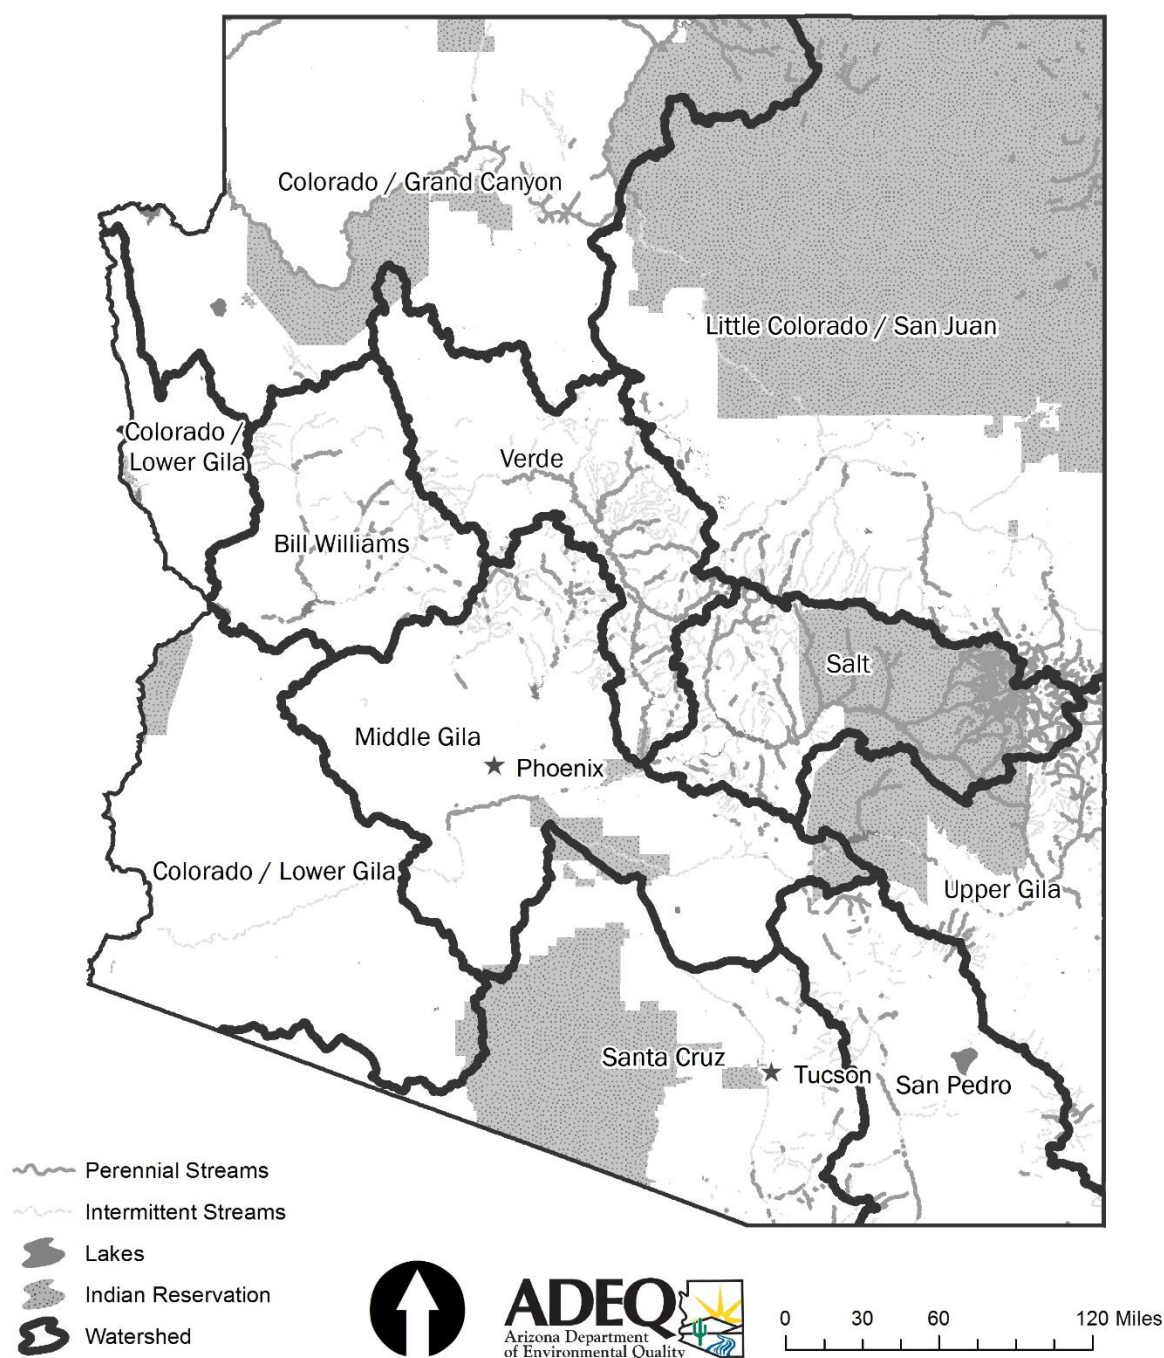 Colorado / Grand Canyon
Little Colorado / San Juan
Colorado /
Lower Gila
Verde
Bill Williams
Salt
Middle Gila
Phoenix
Colorado / Lower Gila
Upper Gila
Santa Cruz
Tucson
San Pedro
Perennial Streams
Intermittent Streams
Lakes
Indian Reservation
Watershed
ADEQ
Arizona Department
of Environmental Quality
0 30 60 120 Miles